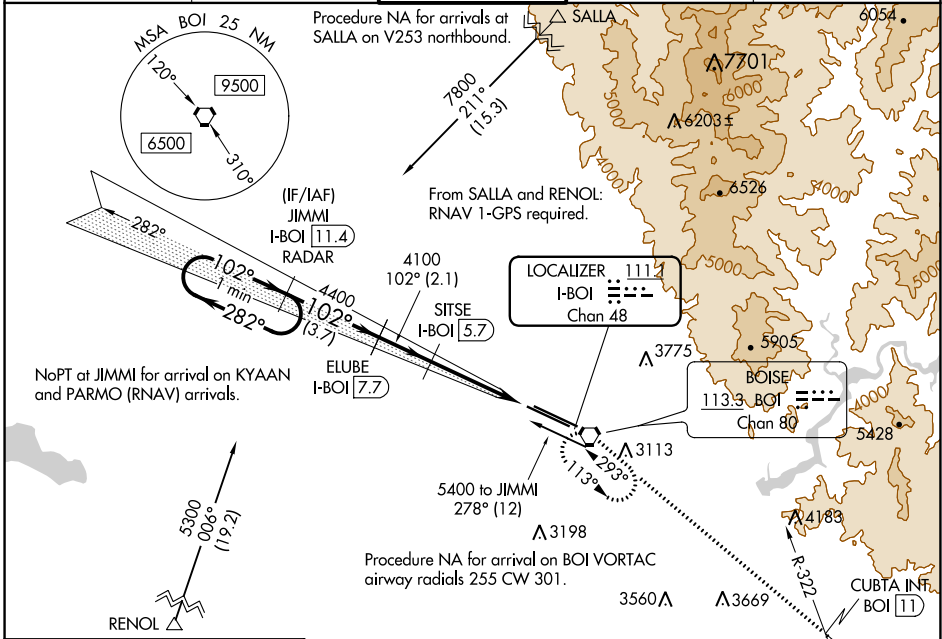 MSA BOI 25 NM
120°
9500
6500
310°
Procedure NA for arrivals at
SALLA on V253 northbound.
SALLA
7800
211°
(15.3)
6054
7701
6000
5000
6203±
4000
6526
4000
5000
5000
From SALLA and RENOL:
RNAV 1-GPS required.
(IF/IAF)
JIMMI
I-BOI 11.4
RADAR
282°
102°
1 min
282°
4400
102°
(3.7)
4100
102° (2.1)
SITSE
I-BOI 5.7
ELUBE
I-BOI 7.7
LOCALIZER 111.1
I-BOI
Chan 48
3775
5905
BOISE
113.3 BOI
Chan 80
4000
5428
NoPT at JIMMI for arrival on KYAAN
and PARMO (RNAV) arrivals.
3113
293°
113°
5400 to JIMMI
278° (12)
3198
4183
5300
006°
(19.2)
RENOL
Procedure NA for arrival on BOI VORTAC
airway radials 255 CW 301.
R-322
3560
3669
CUBTA INT
BOI 11